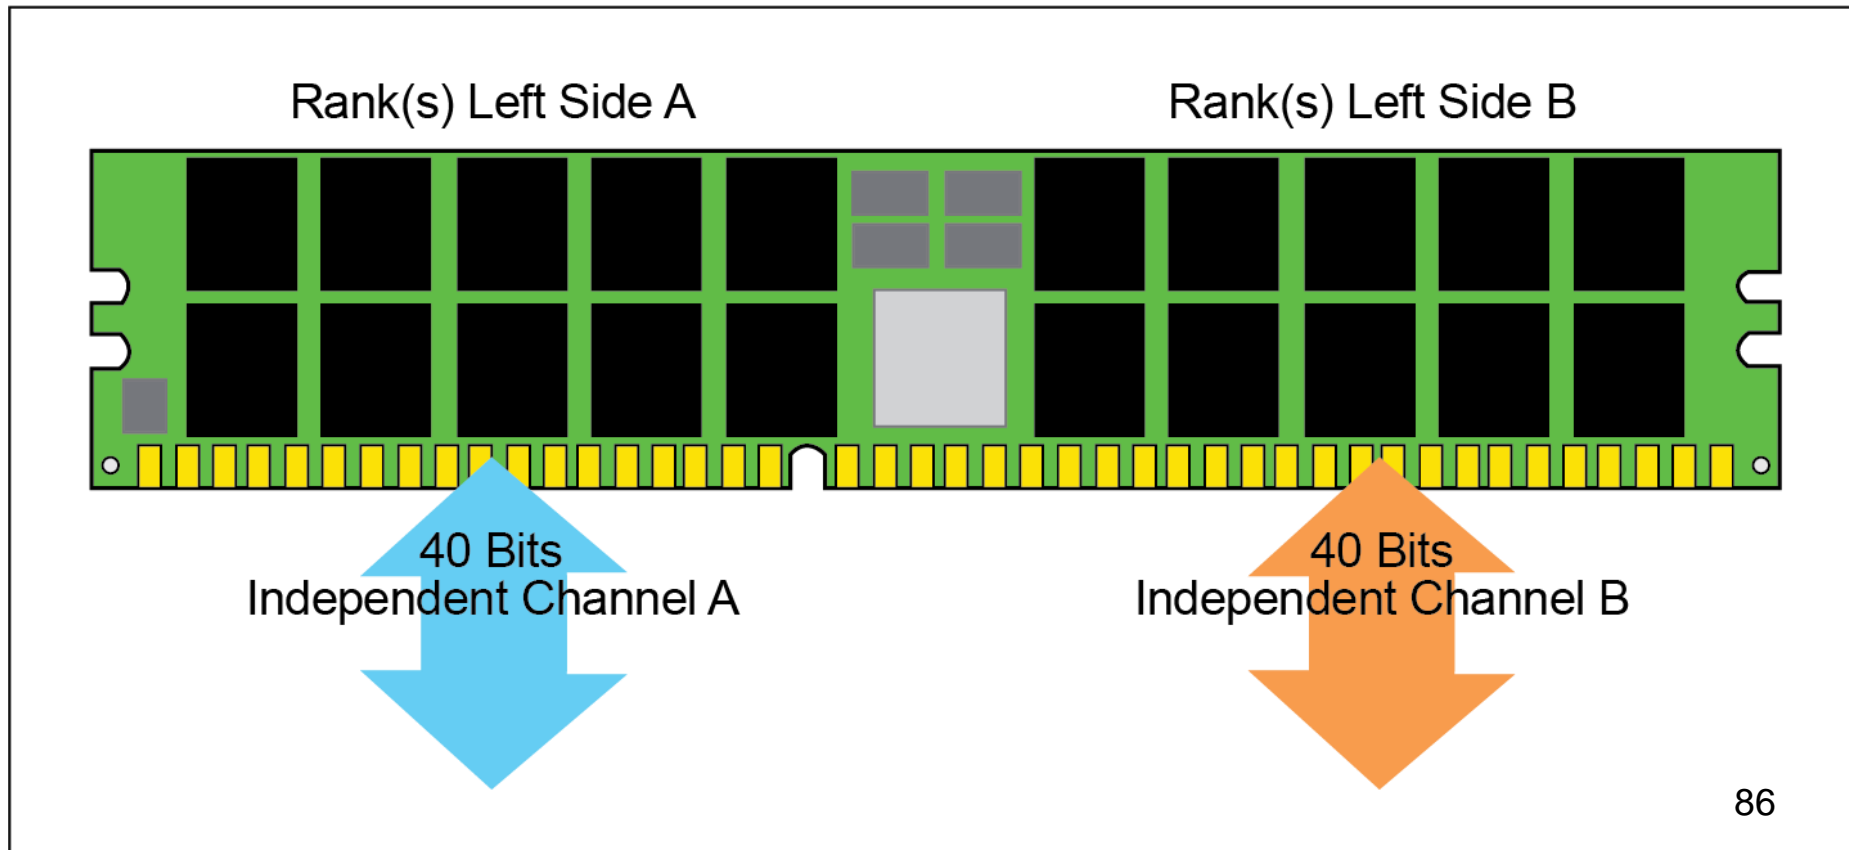 Rank(s) Left Side A
Rank(s) Left Side B
40 Bits
Independent Channel A
40 Bits
Independent Channel B
86